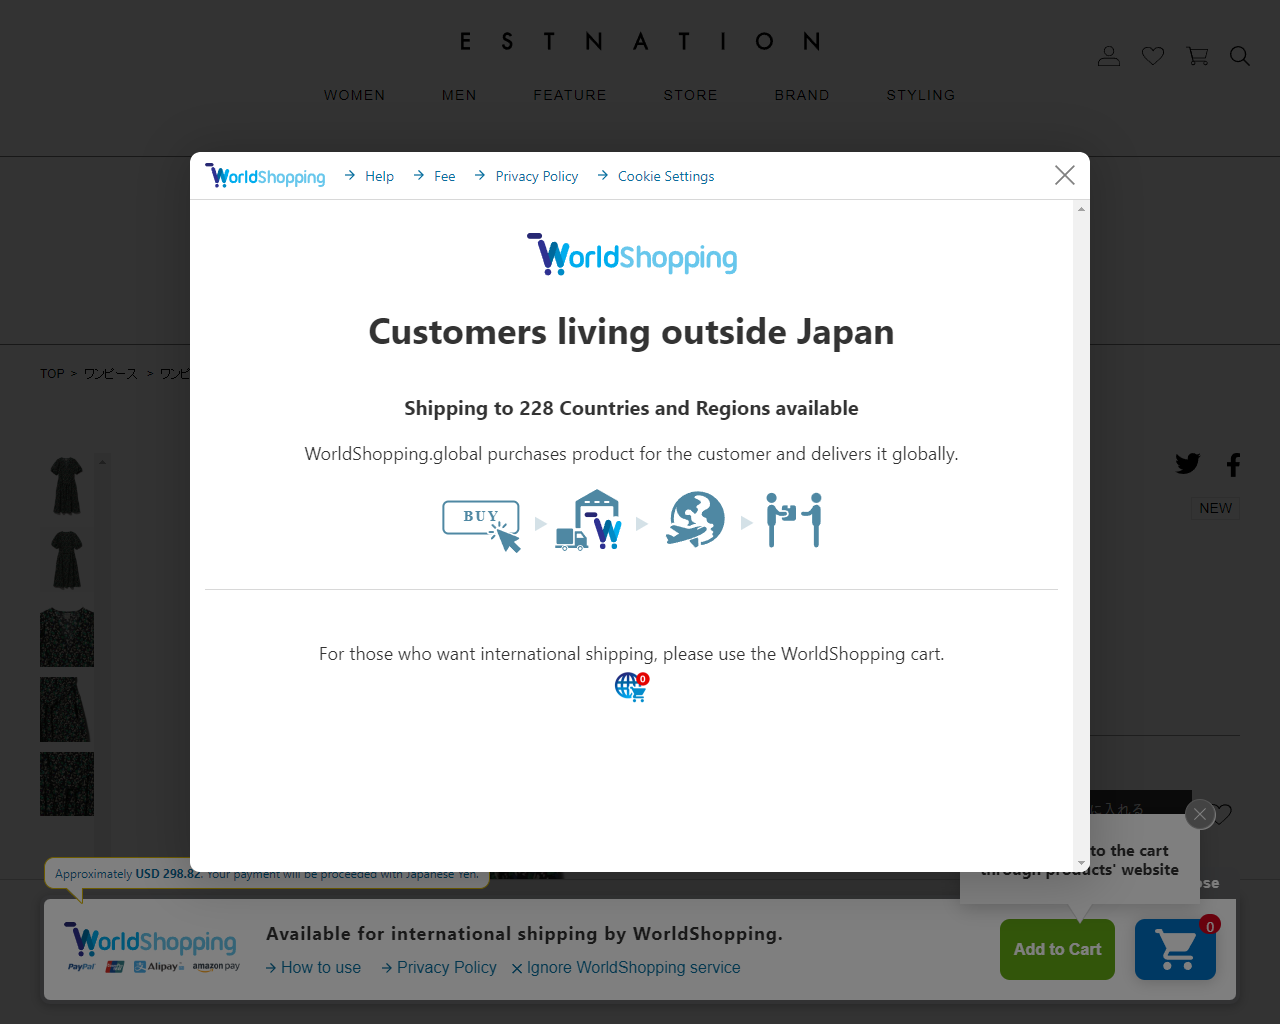 ESTNATION
WOMEN
MEN
FEATURE
STORE
BRAND
STYLING
WorldShopping
Help
Fee
Privacy Policy
Cookie Settings
WorldShopping
Customers living outside Japan
TOP > ワンピース >
Shipping to 228 Countries and Regions available
WorldShopping.global purchases product for the customer and delivers it globally.
NEW
BUY
For those who want international shipping, please use the WorldShopping cart.
0
に入れる
to the cart
through products' website
Approximately USD 298.82. Your payment will be proceeded with Japanese Yen.
WorldShopping
PayPal
Alipay
amazon pay
Available for international shipping by WorldShopping.
How to use
Privacy Policy
Ignore WorldShopping service
Add to Cart
0